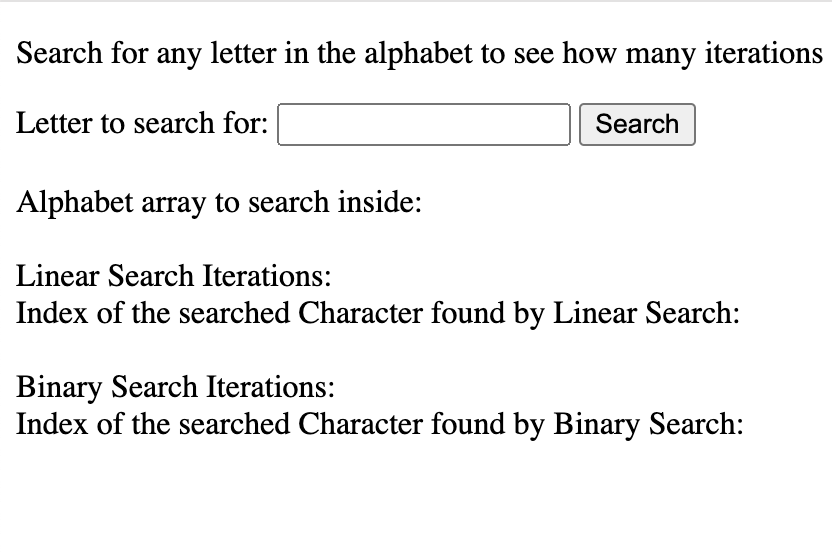 Search for any letter in the alphabet to see how many iterations
Letter to search for: Search
Alphabet array to search inside:
Linear Search Iterations:
Index of the searched Character found by Linear Search:
Binary Search Iterations:
Index of the searched Character found by Binary Search: